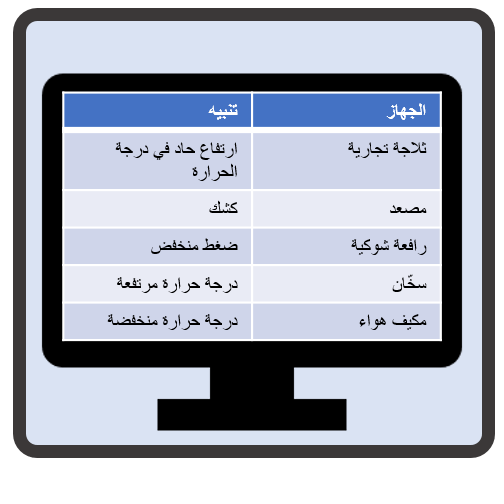 الجهاز تنبيه
ثلاجة تجارية ارتفاع حاد في درجة
الحرارة
مصعد كشك
رافعة شوكية ضغط منخفض
سخّان درجة حرارة مرتفعة
مكيف هواء درجة حرارة منخفضة